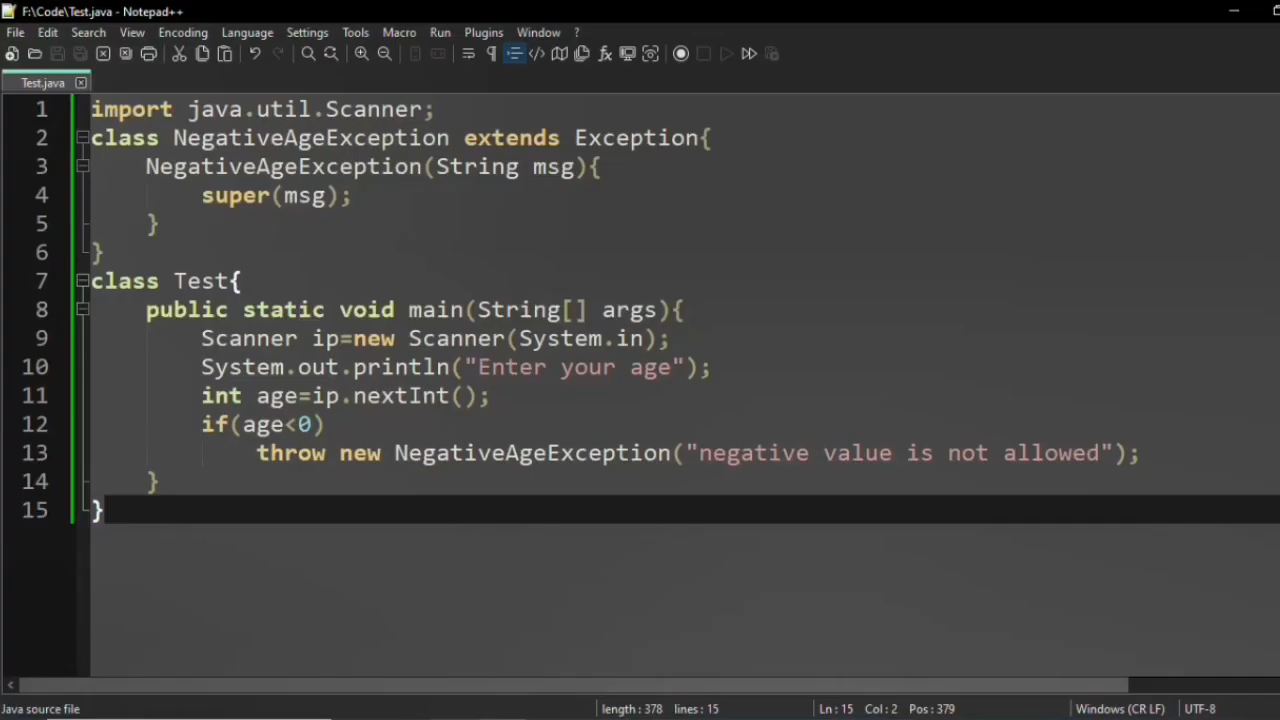 F:\Code\Test.java - Notepad++
File Edit Search View Encoding Language Settings Tools Macro Run Plugins Window ?
Test.java
1 import java.util.Scanner;
2 class NegativeAgeException extends Exception{
3     NegativeAgeException(String msg){
4         super(msg);
5     }
6 }
7 class Test{
8     public static void main(String[] args){
9         Scanner ip=new Scanner(System.in);
10         System.out.println("Enter your age");
11         int age=ip.nextInt();
12         if(age<0)
13             throw new NegativeAgeException("negative value is not allowed");
14     }
15 }
Java source file length : 378 lines : 15 Ln : 15 Col : 2 Pos : 379 Windows (CR LF) UTF-8